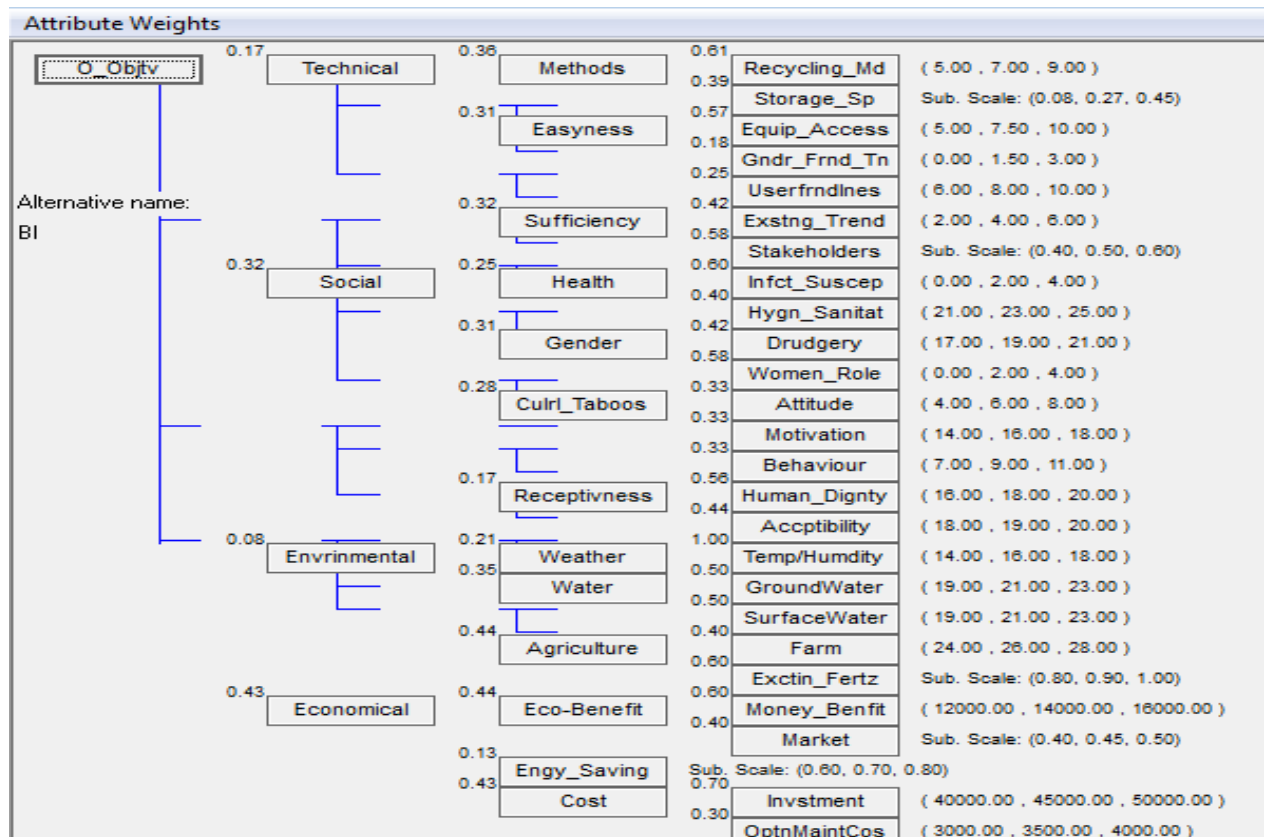 Attribute Weights
O_Objtv 0.17 Technical 0.36 Methods 0.61 Recycling_Md ( 5.00 , 7.00 , 9.00 )
0.39 Storage_Sp Sub. Scale: (0.08, 0.27, 0.45)
0.31 Easyness 0.57 Equip_Access ( 5.00 , 7.50 , 10.00 )
0.18 Gndr_Frnd_Tn ( 0.00 , 1.50 , 3.00 )
0.25 Userfrndlnes ( 6.00 , 8.00 , 10.00 )
Alternative name:
0.32 Sufficiency 0.42 Exstng_Trend ( 2.00 , 4.00 , 6.00 )
BI
0.58 Stakeholders Sub. Scale: (0.40, 0.50, 0.60)
0.32 Social 0.25 Health 0.60 Infct_Suscep ( 0.00 , 2.00 , 4.00 )
0.40 Hygn_Sanitat ( 21.00 , 23.00 , 25.00 )
0.31 Gender 0.42 Drudgery ( 17.00 , 19.00 , 21.00 )
0.58 Women_Role ( 0.00 , 2.00 , 4.00 )
0.28 Culrl_Taboos 0.33 Attitude ( 4.00 , 6.00 , 8.00 )
0.33 Motivation ( 14.00 , 16.00 , 18.00 )
0.33 Behaviour ( 7.00 , 9.00 , 11.00 )
0.17 Receptivness 0.56 Human_Dignty ( 16.00 , 18.00 , 20.00 )
0.44 Accptibility ( 18.00 , 19.00 , 20.00 )
0.08 Envrinmental 0.21 Weather 1.00 Temp/Humdity ( 14.00 , 16.00 , 18.00 )
0.35 Water 0.50 GroundWater ( 19.00 , 21.00 , 23.00 )
0.50 SurfaceWater ( 19.00 , 21.00 , 23.00 )
0.44 Agriculture 0.40 Farm ( 24.00 , 26.00 , 28.00 )
0.60 Exctin_Fertz Sub. Scale: (0.80, 0.90, 1.00)
0.43 Economical 0.44 Eco-Benefit 0.60 Money_Benfit ( 12000.00 , 14000.00 , 16000.00 )
0.40 Market Sub. Scale: (0.40, 0.45, 0.50)
0.13 Engy_Saving Sub. Scale: (0.60, 0.70, 0.80)
0.43 Cost 0.70 Invstment ( 40000.00 , 45000.00 , 50000.00 )
0.30 OptnMaintCos ( 3000.00 , 3500.00 , 4000.00 )